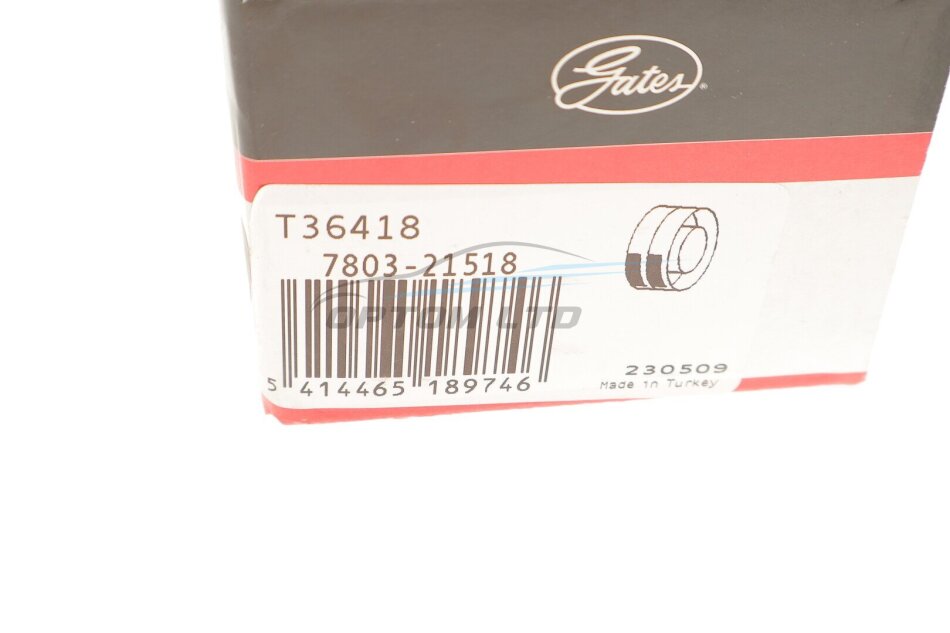 Gates®
T36418
7803-21518
OPTOM LTD
5 414465 189746
230509
Made in Turkey